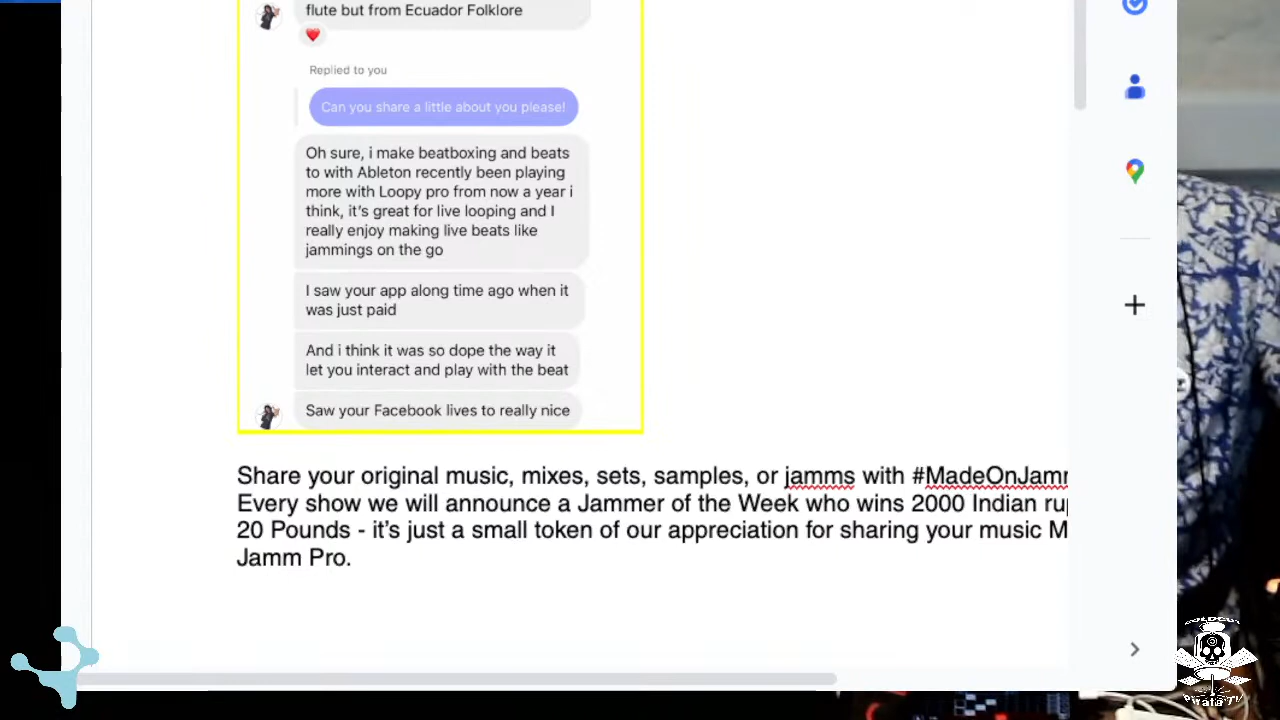 flute but from Ecuador Folklore
Replied to you
Can you share a little about you please!
Oh sure, i make beatboxing and beats
to with Ableton recently been playing
more with Loopy pro from now a year i
think, it's great for live looping and I
really enjoy making live beats like
jammings on the go
I saw your app along time ago when it
was just paid
And i think it was so dope the way it
let you interact and play with the beat
Saw your Facebook lives to really nice
Share your original music, mixes, sets, samples, or jamms with
Every show we will announce a Jammer of the Week who wins 2000 Indian
20 Pounds - it’s just a small token of our appreciation for sharing your music
Jamm Pro.